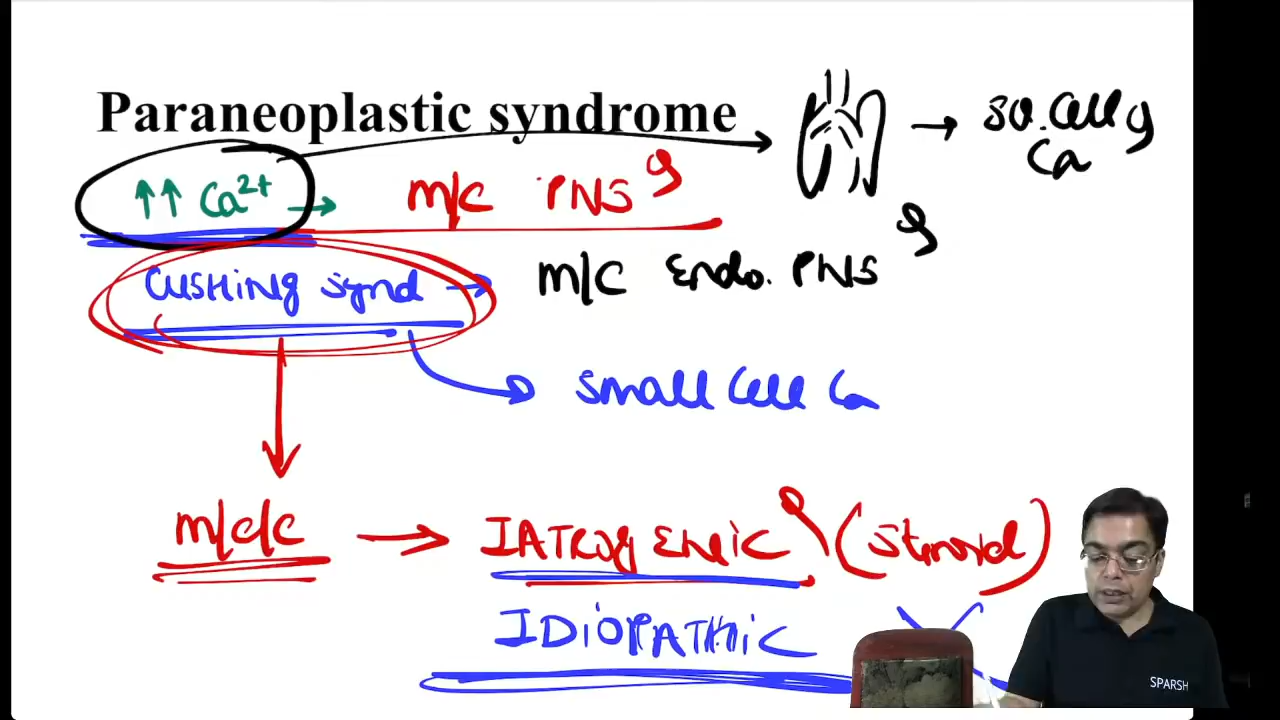 Paraneoplastic syndrome → → sq. Cell
Ca
↑↑ Ca²⁺ → M/C PNS
CUSHING Synd → M/C Endo. PNS
Small Cell Ca
M/C/C → IATROGENIC (Steroid)
IDIOPATHIC
SPARSH